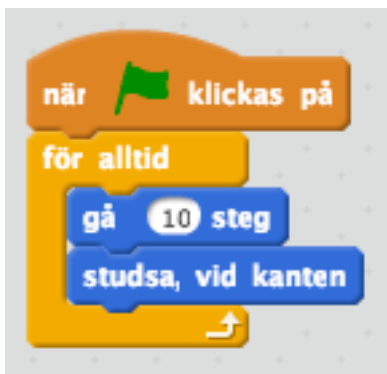 när klickas på
för alltid
gå 10 steg
studsa, vid kanten